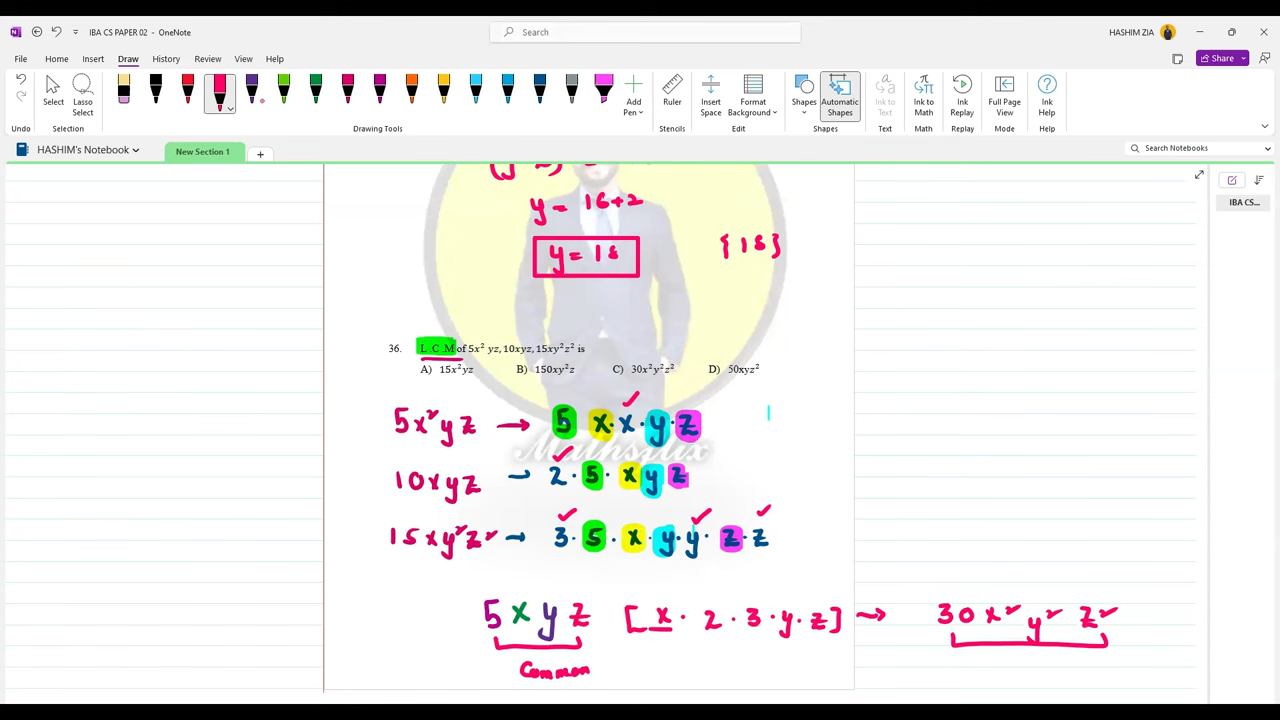 IBA CS PAPER 02 - OneNote
Search
HASHIM ZIA
File Home Insert Draw History Review View Help
Share
Undo
Select
Lasso Select
Add Pen
Ruler
Insert Space
Format Background
Shapes
Automatic Shapes
Ink to Text
Ink to Math
Ink Replay
Full Page View
Ink Help
Undo Selection Drawing Tools Stencils Edit Shapes Text Math Replay Mode Help
HASHIM's Notebook
New Section 1
+
Search Notebooks
IBA CS...
y = 16+2
y = 18
{18}
36. L C M of 5x² yz, 10xyz, 15xy²z² is
A) 15x²yz B) 150xy²z C) 30x²y²z² D) 50xyz²
5x²yz → 5 x·x·y·z
Mathsflix
10xyz → 2·5·xyz
15xy²z² → 3·5·x·y·y·z·z
5xyz [x·2·3·y·z] → 30x²y²z²
Common